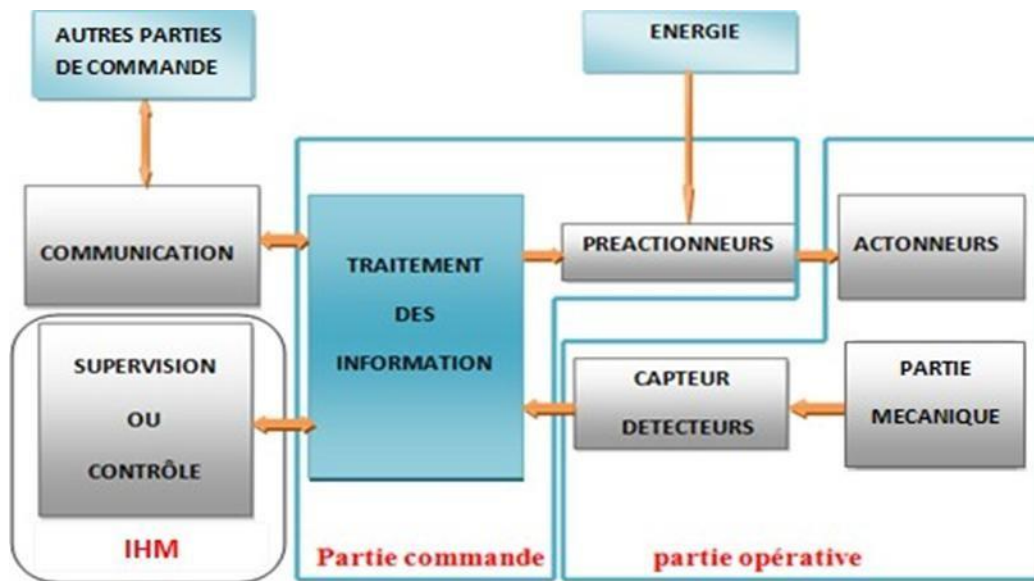 AUTRES PARTIES
DE COMMANDE
ENERGIE
COMMUNICATION
TRAITEMENT
DES
INFORMATION
PREACTIONNEURS
ACTONNEURS
SUPERVISION
OU
CONTRÔLE
CAPTEUR
DETECTEURS
PARTIE
MECANIQUE
IHM
Partie commande
partie opérative